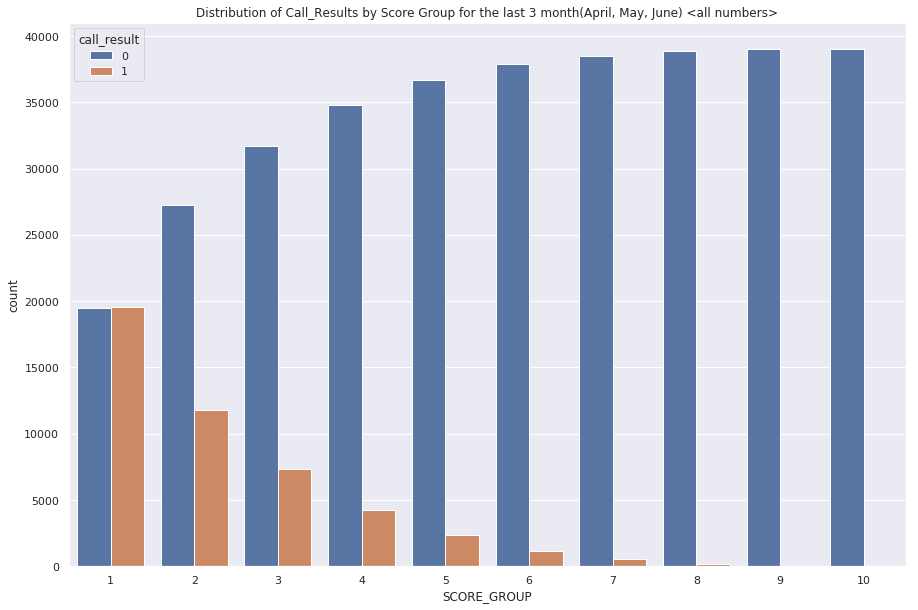 Distribution of Call_Results by Score Group for the last 3 month(April, May, June) <all numbers>
call_result
0
1
40000
35000
30000
25000
20000
15000
10000
5000
0
count
1 2 3 4 5 6 7 8 9 10
SCORE_GROUP